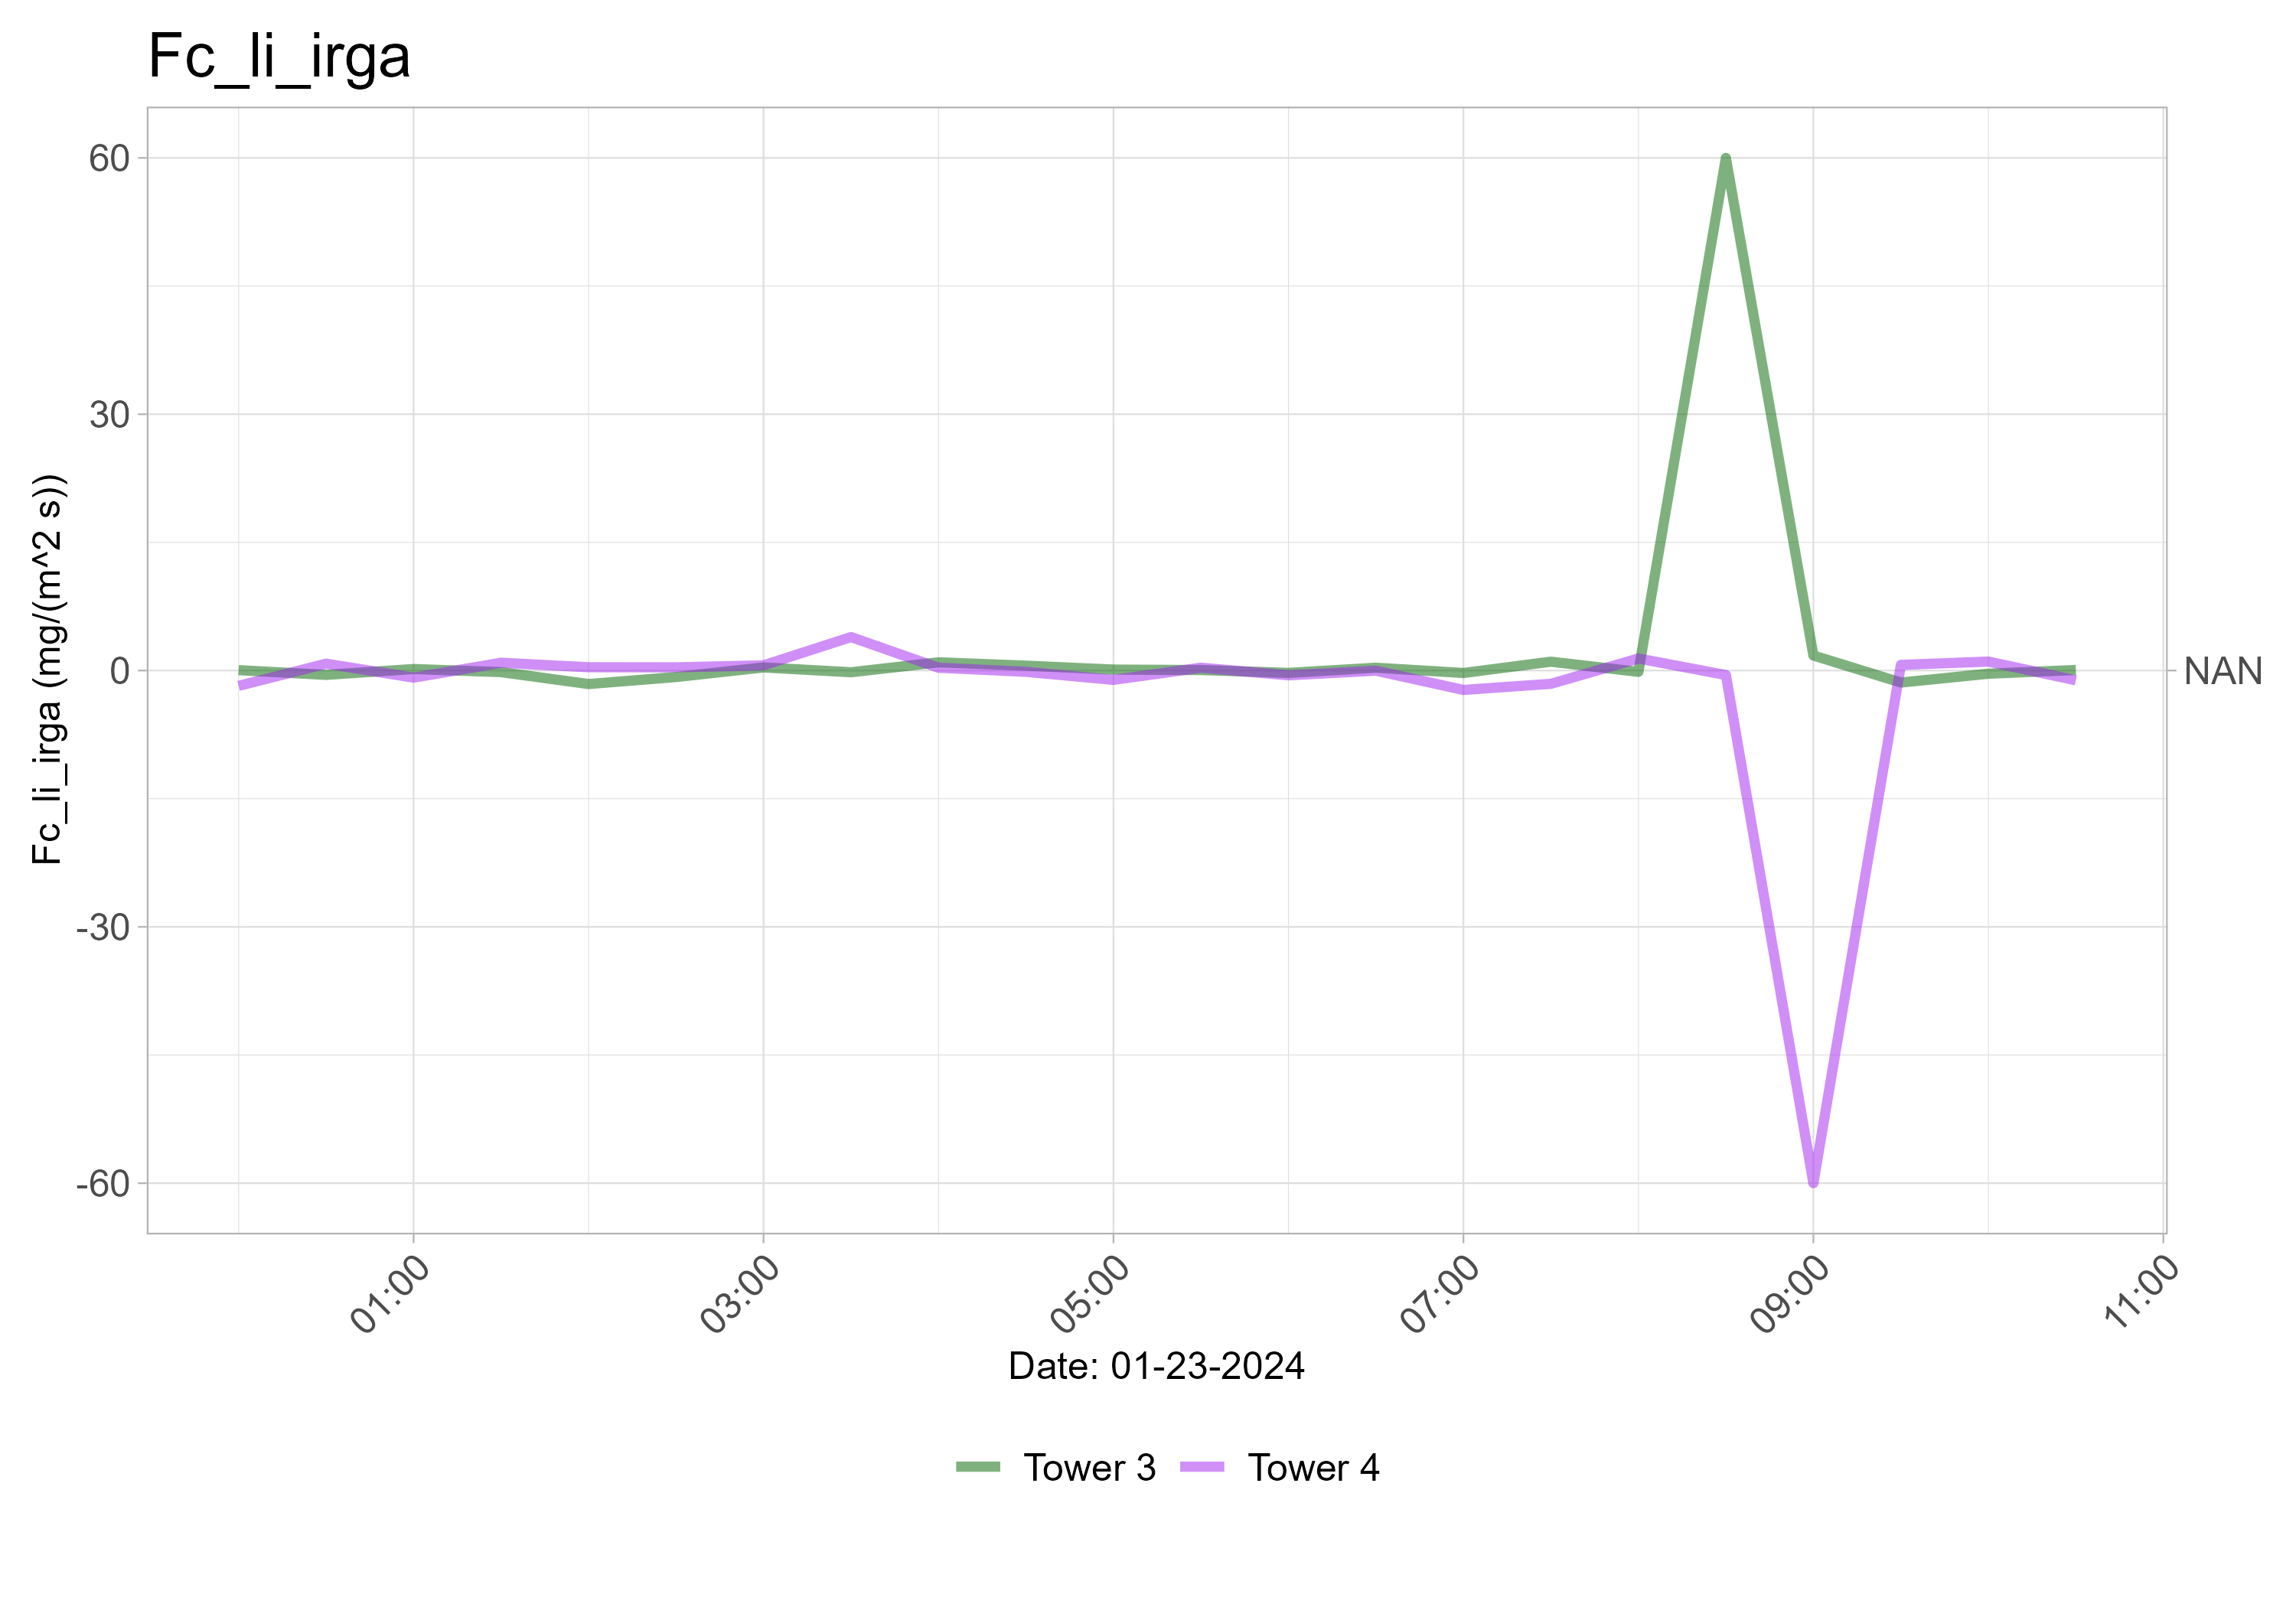 Fc_li_irga
60
30
0
-30
-60
Fc_li_irga (mg/(m^2 s))
NAN
01:00
03:00
05:00
07:00
09:00
11:00
Date: 01-23-2024
Tower 3
Tower 4